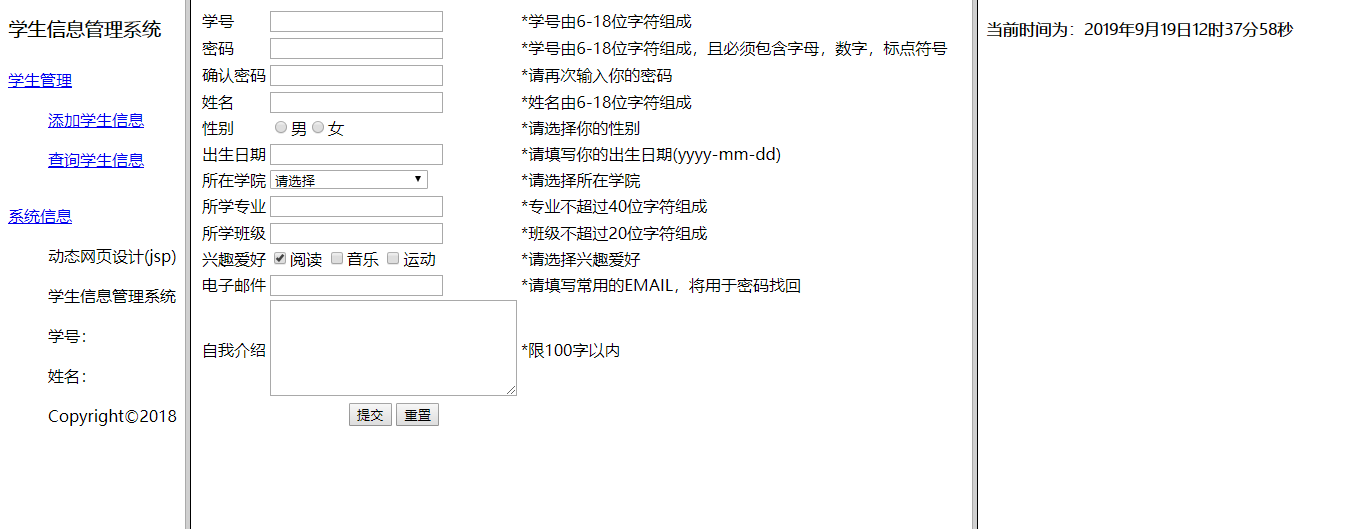 学生信息管理系统
学生管理
添加学生信息
查询学生信息
系统信息
动态网页设计(jsp)
学生信息管理系统
学号：
姓名：
Copyright©2018
学号 *学号由6-18位字符组成
密码 *学号由6-18位字符组成，且必须包含字母，数字，标点符号
确认密码 *请再次输入你的密码
姓名 *姓名由6-18位字符组成
性别 男 女 *请选择你的性别
出生日期 *请填写你的出生日期(yyyy-mm-dd)
所在学院 请选择 *请选择所在学院
所学专业 *专业不超过40位字符组成
所学班级 *班级不超过20位字符组成
兴趣爱好 阅读 音乐 运动 *请选择兴趣爱好
电子邮件 *请填写常用的EMAIL，将用于密码找回
自我介绍 *限100字以内
提交 重置
当前时间为：2019年9月19日12时37分58秒